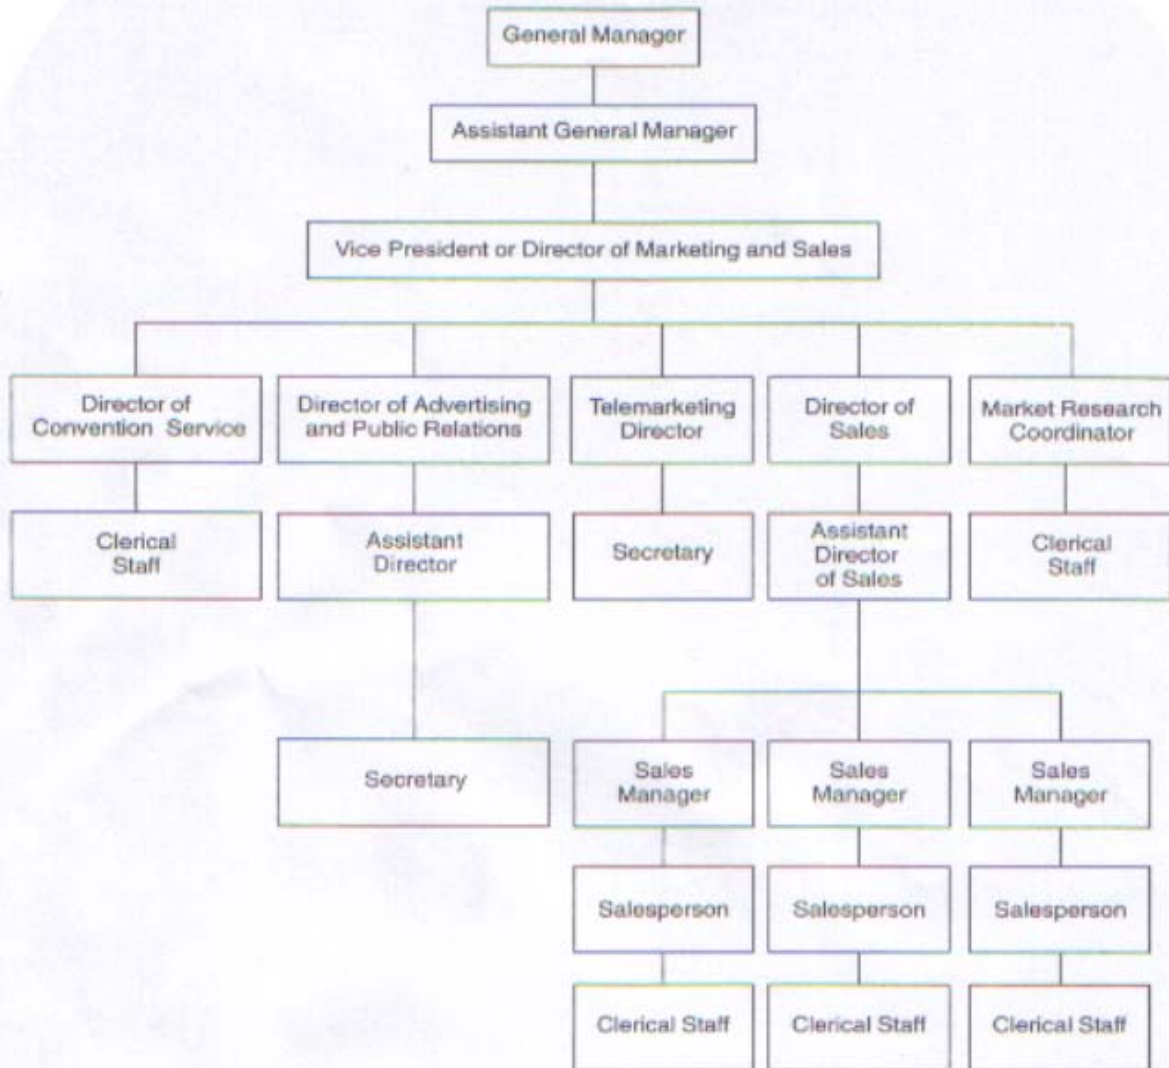 General Manager
Assistant General Manager
Vice President or Director of Marketing and Sales
Director of
Convention Service
Director of Advertising
and Public Relations
Telemarketing
Director
Director of
Sales
Market Research
Coordinator
Clerical
Staff
Assistant
Director
Secretary
Assistant
Director
of Sales
Clerical
Staff
Secretary
Sales
Manager
Sales
Manager
Sales
Manager
Salesperson
Salesperson
Salesperson
Clerical Staff
Clerical Staff
Clerical Staff